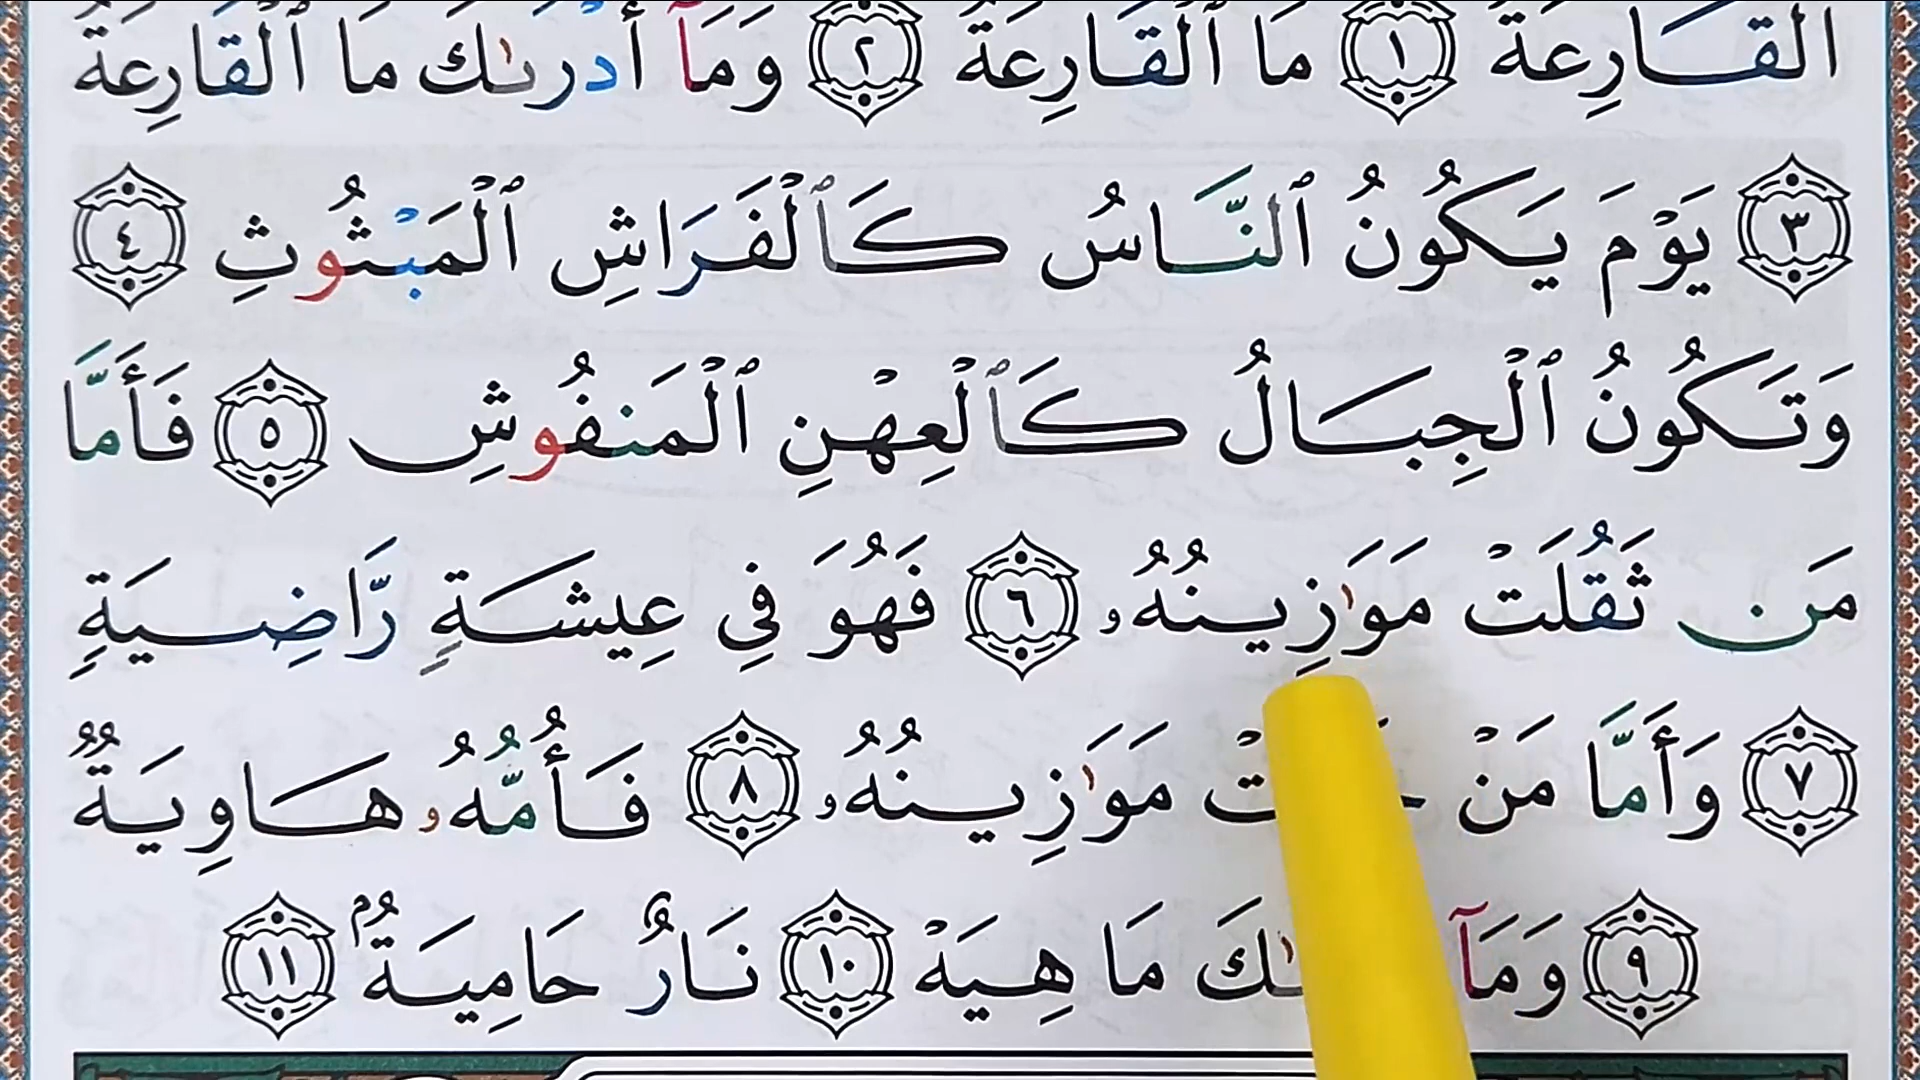 ٱلْقَارِعَةُ ١ مَا ٱلْقَارِعَةُ ٢ وَمَآ أَدْرَىٰكَ مَا ٱلْقَارِعَةُ
٣ يَوْمَ يَكُونُ ٱلنَّاسُ كَٱلْفَرَاشِ ٱلْمَبْثُوثِ ٤
وَتَكُونُ ٱلْجِبَالُ كَٱلْعِهْنِ ٱلْمَنفُوشِ ٥ فَأَمَّا
مَن ثَقُلَتْ مَوَٰزِينُهُۥ ٦ فَهُوَ فِي عِيشَةٍ رَّاضِيَةٍ
٧ وَأَمَّا مَنْ مَوَٰزِينُهُۥ ٨ فَأُمُّهُۥ هَاوِيَةٌ
٩ وَمَآ مَا هِيَهْ ١٠ نَارٌ حَامِيَةٌۢ ١١